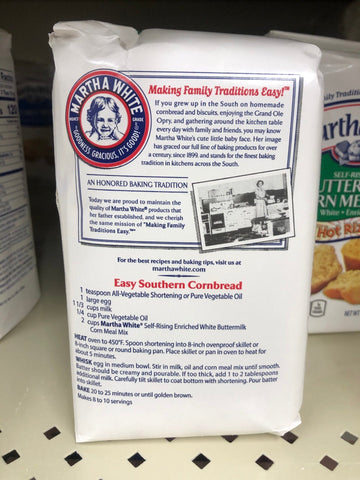 MARTHA WHITE
FINEST GRADE
"GOODNESS GRACIOUS, IT'S GOOD!"
Making Family Traditions Easy!™
If you grew up in the South on homemade
cornbread and biscuits, enjoying the Grand Ole
Opry, and gathering around the kitchen table
every day with family and friends, you may know
Martha White's cute little baby face. Her image
has graced our full line of baking products for over
a century, since 1899, and stands for the finest baking
tradition in kitchens across the South.
AN HONORED BAKING TRADITION
Today we are proud to maintain the
quality of Martha White® products that
her father established, and we cherish
the same mission of "Making Family
Traditions Easy.™"
For the best recipes and baking tips, visit us at
marthawhite.com
Easy Southern Cornbread
1 teaspoon All-Vegetable Shortening or Pure Vegetable Oil
1 large egg
1 1/3 cups milk
1/4 cup Pure Vegetable Oil
2 cups Martha White® Self-Rising Enriched White Buttermilk
Corn Meal Mix
HEAT oven to 450°F. Spoon shortening into 8-inch ovenproof skillet or
8-inch square or round baking pan. Place skillet or pan in oven to heat for
about 5 minutes.
WHISK egg in medium bowl. Stir in milk, oil and corn meal mix until smooth.
Batter should be creamy and pourable. If too thick, add 1 to 2 tablespoons
additional milk. Carefully tilt skillet to coat bottom with shortening. Pour batter
into skillet.
BAKE 20 to 25 minutes or until golden brown.
Makes 8 to 10 servings